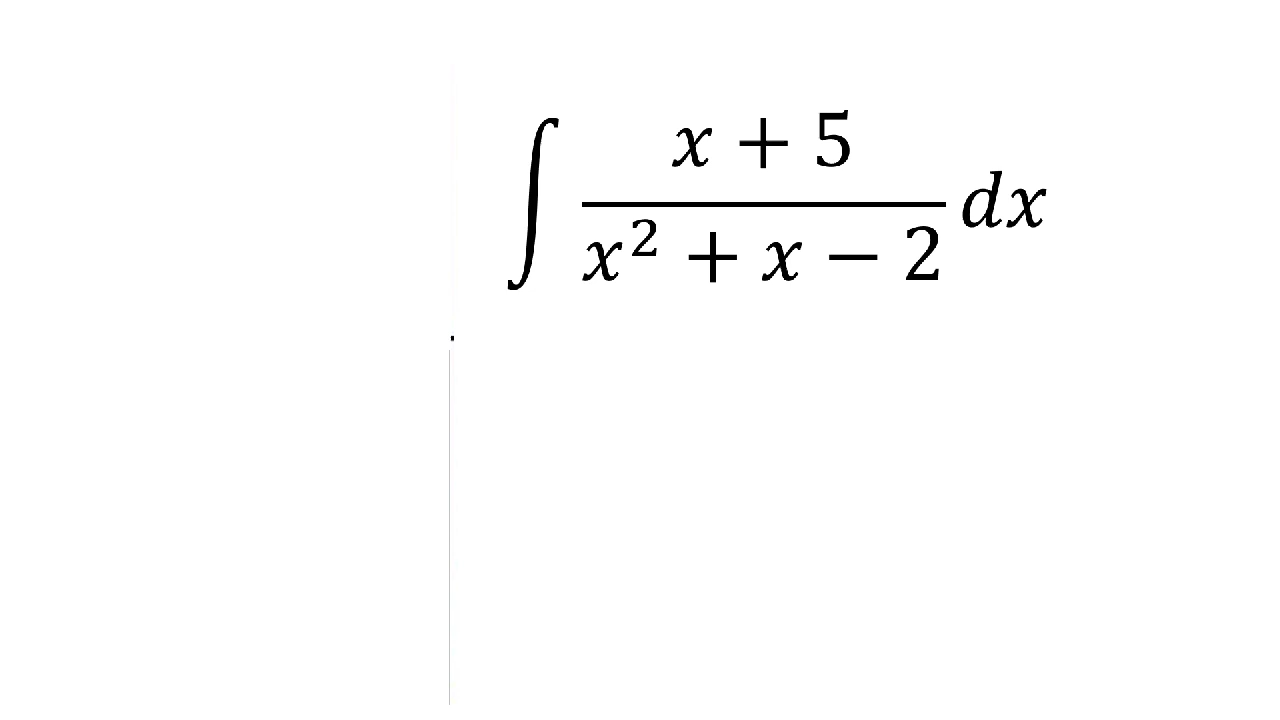 ∫ (x + 5)/(x² + x − 2) dx